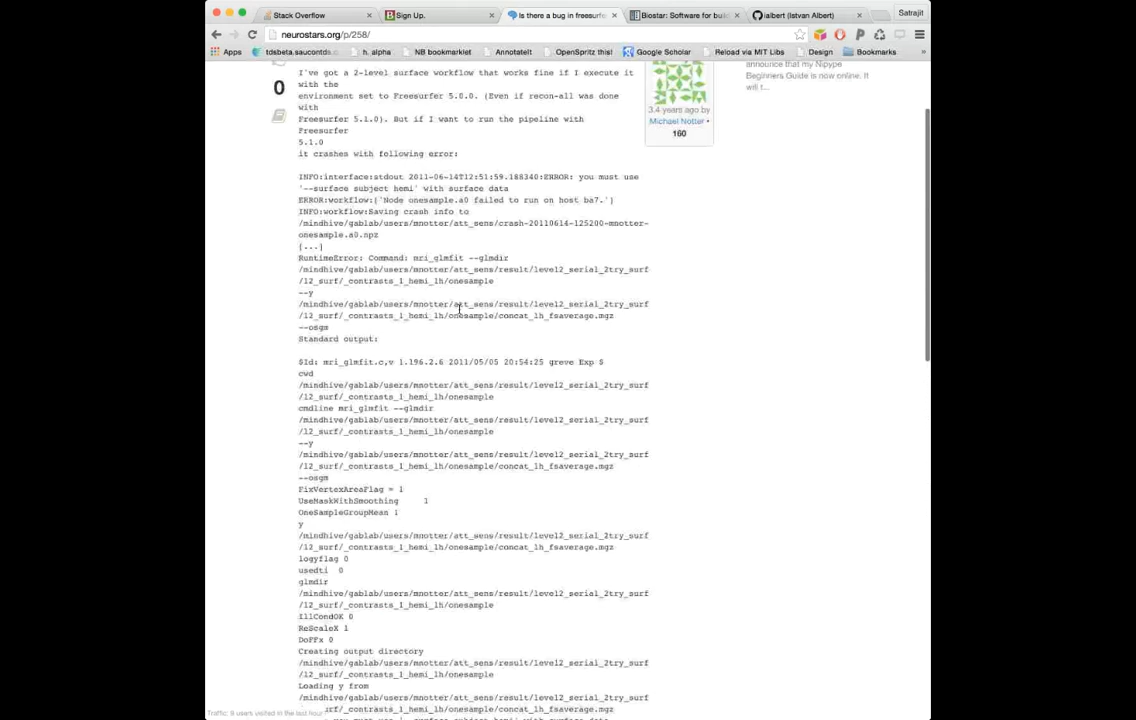 Stack Overflow
Sign Up.
Is there a bug in freesurfe
Biostar: Software for buil
ialbert (Istvan Albert)
Satrajit
neurostars.org/p/258/
Apps
tdsbeta.saucontds.c
h. alpha
NB bookmarklet
AnnotateIt
OpenSpritz this!
Google Scholar
Reload via MIT Libs
Design
Bookmarks
»
announce that my Nipype
Beginners Guide is now online. It
will t...
0
3.4 years ago by
Michael Notter •
160
I've got a 2-level surface workflow that works fine if I execute it
with the
environment set to Freesurfer 5.0.0. (Even if recon-all was done
with
Freesurfer 5.1.0). But if I want to run the pipeline with
Freesurfer
5.1.0
it crashes with following error:
INFO:interface:stdout 2011-06-14T12:51:59.188340:ERROR: you must use
'--surface subject hemi' with surface data
ERROR:workflow:['Node onesample.a0 failed to run on host ba7.']
INFO:workflow:Saving crash info to
/mindhive/gablab/users/mnotter/att_sens/crash-20110614-125200-mnotter-
onesample.a0.npz
[...]
RuntimeError: Command: mri_glmfit --glmdir
/mindhive/gablab/users/mnotter/att_sens/result/level2_serial_2try_surf
/l2_surf/_contrasts_1_hemi_lh/onesample
--y
/mindhive/gablab/users/mnotter/att_sens/result/level2_serial_2try_surf
/l2_surf/_contrasts_1_hemi_lh/onesample/concat_lh_fsaverage.mgz
--osgm
Standard output:
$Id: mri_glmfit.c,v 1.196.2.6 2011/05/05 20:54:25 greve Exp $
cwd
/mindhive/gablab/users/mnotter/att_sens/result/level2_serial_2try_surf
/l2_surf/_contrasts_1_hemi_lh/onesample
cmdline mri_glmfit --glmdir
/mindhive/gablab/users/mnotter/att_sens/result/level2_serial_2try_surf
/l2_surf/_contrasts_1_hemi_lh/onesample
--y
/mindhive/gablab/users/mnotter/att_sens/result/level2_serial_2try_surf
/l2_surf/_contrasts_1_hemi_lh/onesample/concat_lh_fsaverage.mgz
--osgm
FixVertexAreaFlag = 1
UseMaskWithSmoothing 1
OneSampleGroupMean 1
y
/mindhive/gablab/users/mnotter/att_sens/result/level2_serial_2try_surf
/l2_surf/_contrasts_1_hemi_lh/onesample/concat_lh_fsaverage.mgz
logyflag 0
usedti 0
glmdir
/mindhive/gablab/users/mnotter/att_sens/result/level2_serial_2try_surf
/l2_surf/_contrasts_1_hemi_lh/onesample
IllCondOK 0
ReScaleX 1
DoFFx 0
Creating output directory
/mindhive/gablab/users/mnotter/att_sens/result/level2_serial_2try_surf
/l2_surf/_contrasts_1_hemi_lh/onesample
Loading y from
/mindhive/gablab/users/mnotter/att_sens/result/level2_serial_2try_surf
surf/_contrasts_1_hemi_lh/onesample/concat_lh_fsaverage.mgz
Traffic: 8 users visited in the last hour